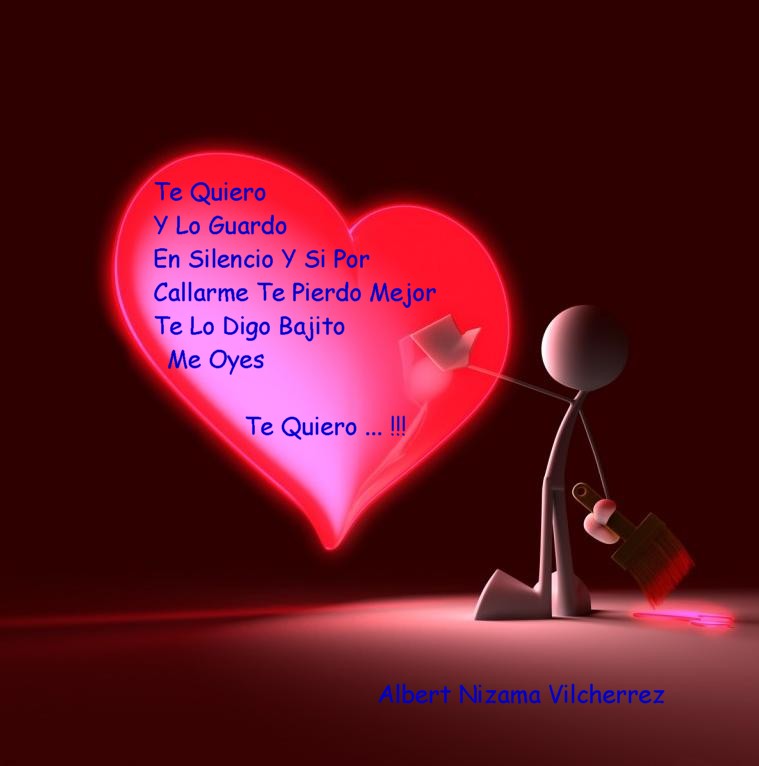 Te Quiero
Y Lo Guardo
En Silencio Y Si Por
Callarme Te Pierdo Mejor
Te Lo Digo Bajito
Me Oyes
Te Quiero ... !!!
Albert Nizama Vilcherrez